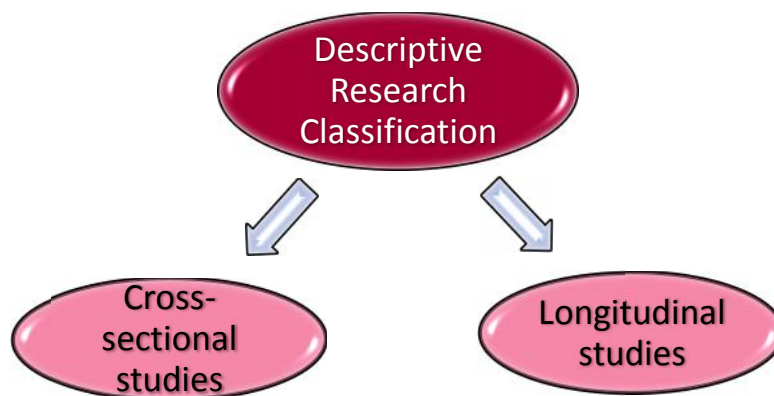 Descriptive
Research
Classification
Cross-
sectional
studies
Longitudinal
studies